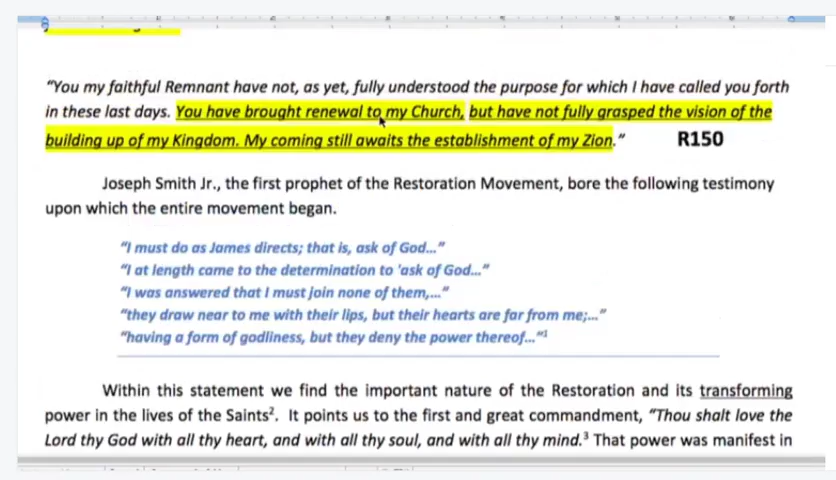 “You my faithful Remnant have not, as yet, fully understood the purpose for which I have called you forth
in these last days. You have brought renewal to my Church, but have not fully grasped the vision of the
building up of my Kingdom. My coming still awaits the establishment of my Zion.” R150
Joseph Smith Jr., the first prophet of the Restoration Movement, bore the following testimony
upon which the entire movement began.
“I must do as James directs; that is, ask of God...”
“I at length came to the determination to 'ask of God...”
“I was answered that I must join none of them,...”
“they draw near to me with their lips, but their hearts are far from me;...”
“having a form of godliness, but they deny the power thereof...”1
Within this statement we find the important nature of the Restoration and its transforming
power in the lives of the Saints2. It points us to the first and great commandment, “Thou shalt love the
Lord thy God with all thy heart, and with all thy soul, and with all thy mind.3 That power was manifest in